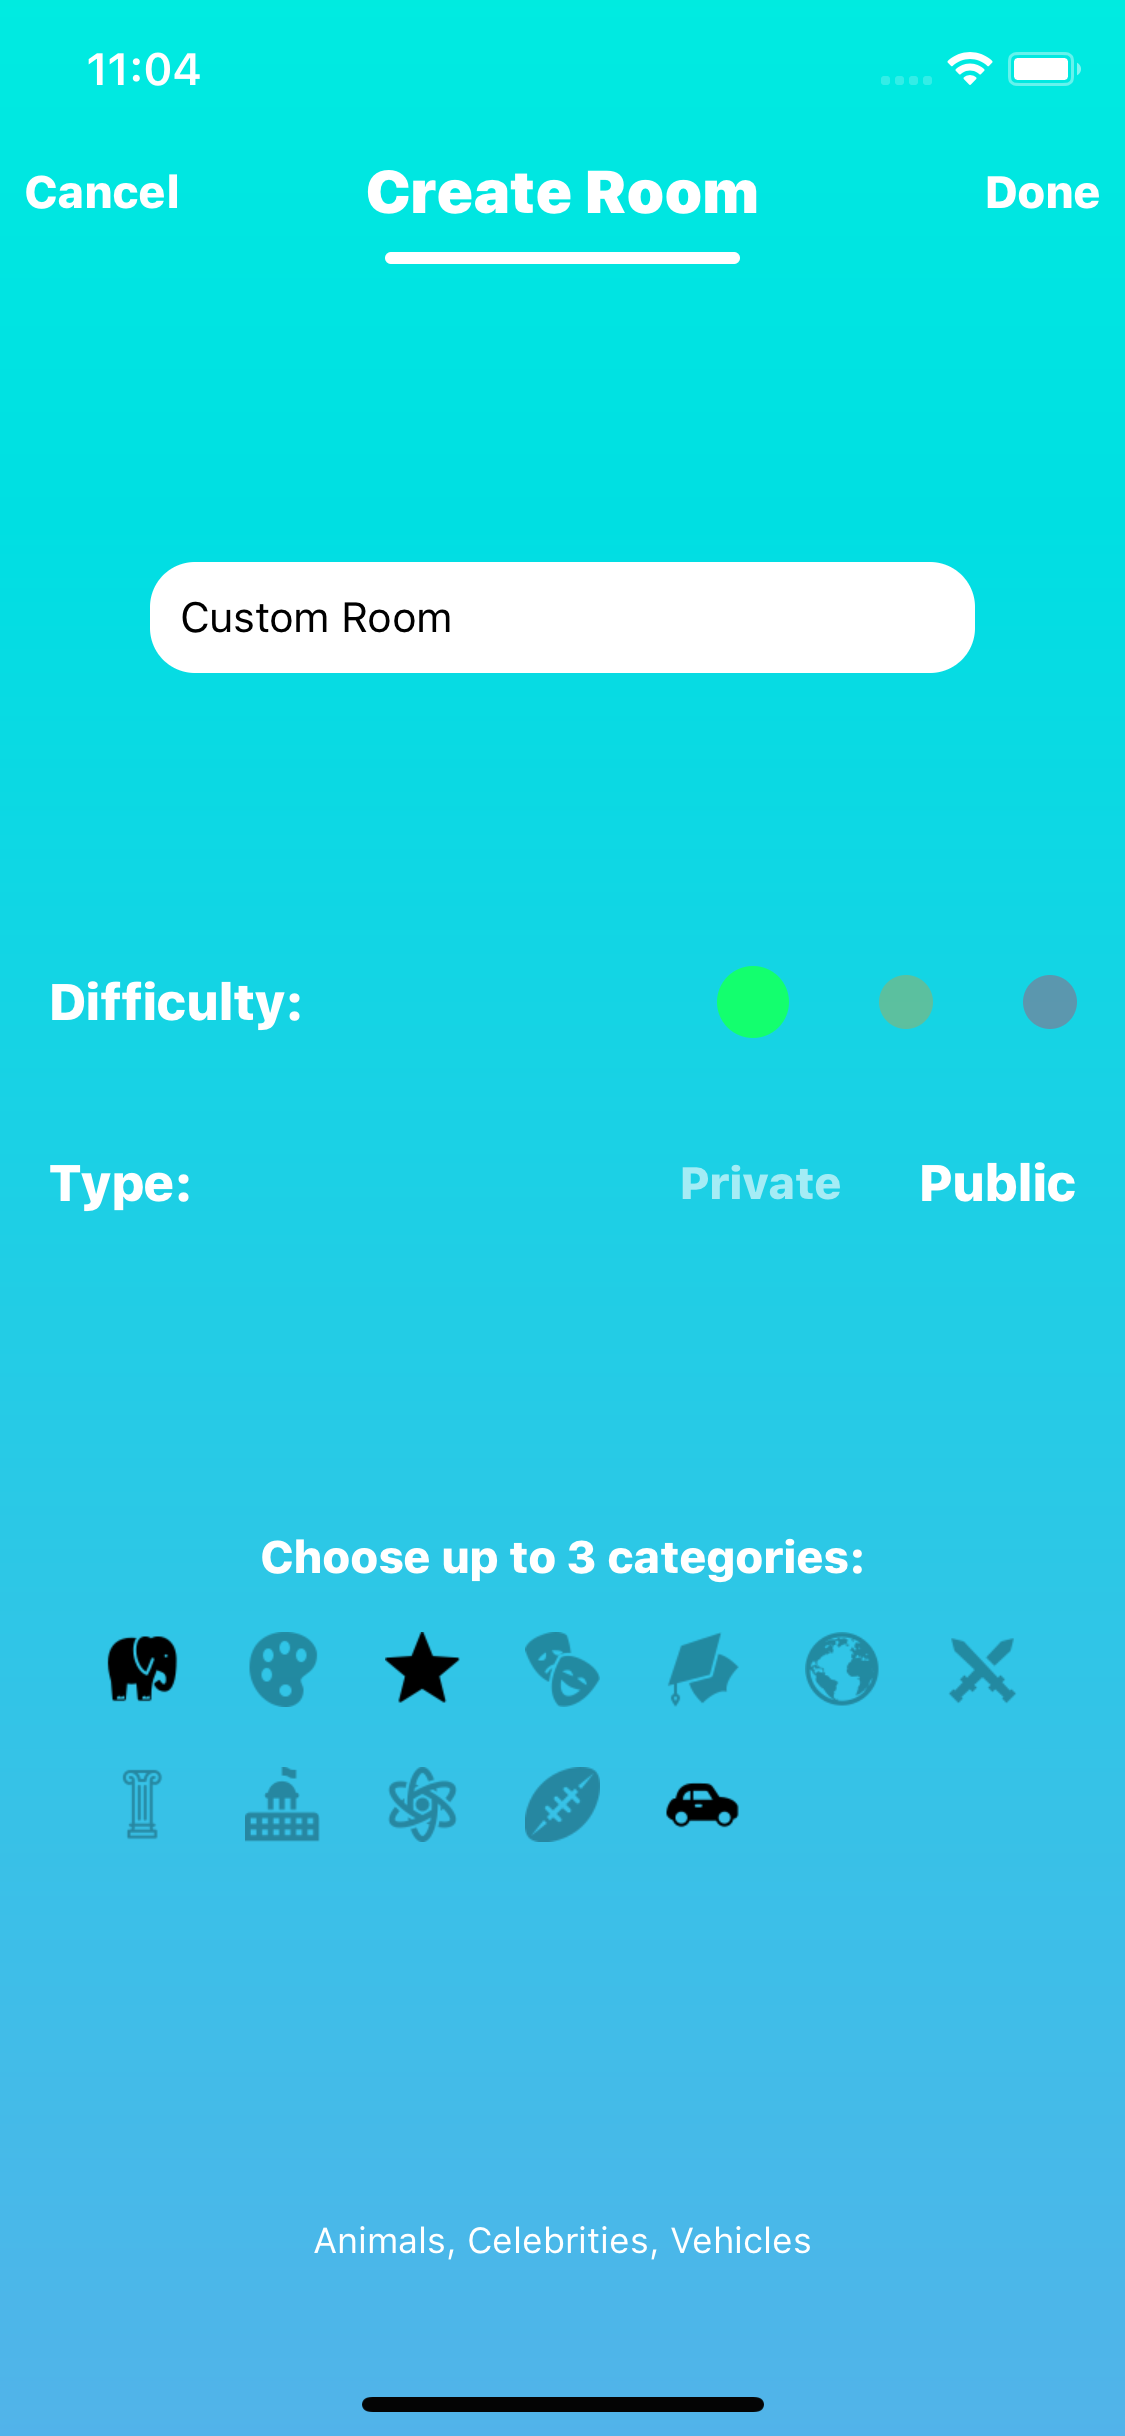 11:04
Cancel Create Room Done
Custom Room
Difficulty:
Type: Private Public
Choose up to 3 categories:
Animals, Celebrities, Vehicles